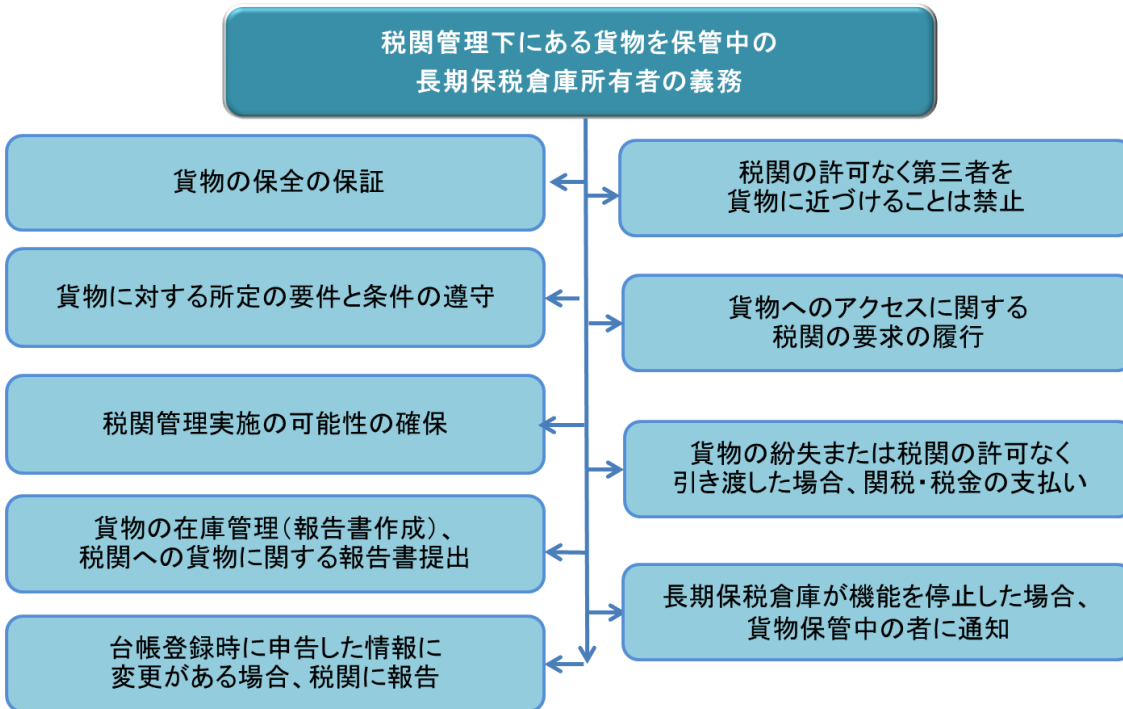 税関管理下にある貨物を保管中の
長期保税倉庫所有者の義務
貨物の保全の保証
税関の許可なく第三者を
貨物に近づけることは禁止
貨物に対する所定の要件と条件の遵守
貨物へのアクセスに関する
税関の要求の履行
税関管理実施の可能性の確保
貨物の紛失または税関の許可なく
引き渡した場合、関税・税金の支払い
貨物の在庫管理(報告書作成)、
税関への貨物に関する報告書提出
長期保税倉庫が機能を停止した場合、
貨物保管中の者に通知
台帳登録時に申告した情報に
変更がある場合、税関に報告